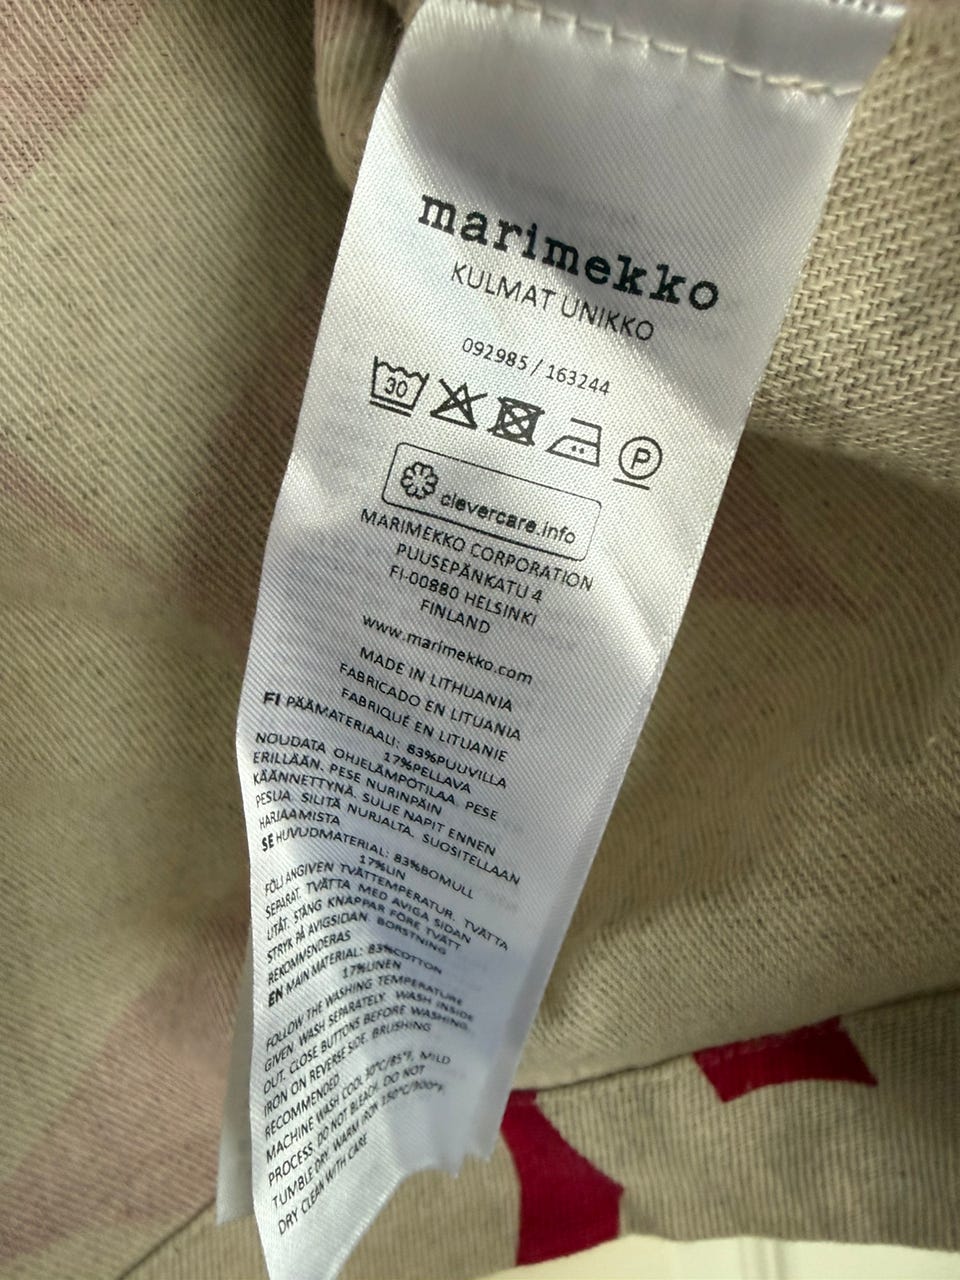 marimekko
KULMAT UNIKKO
092985 / 163244
30
P
clevercare.info
MARIMEKKO CORPORATION
PUUSEPÄNKATU 4
FI-00880 HELSINKI
FINLAND
www.marimekko.com
MADE IN LITHUANIA
FABRICADO EN LITUANIA
FABRIQUÉ EN LITUANIE
FI PÄÄMATERIAALI: 83%PUUVILLA
17%PELLAVA
NOUDATA OHJELÄMPÖTILAA. PESE
ERILLÄÄN. PESE NURINPÄIN
KÄÄNNETTYNÄ. SULJE NAPIT ENNEN
PESUA. SILITÄ NURJALTA. SUOSITELLAAN
HARJAAMISTA
SE HUVUDMATERIAL: 83%BOMULL
17%LIN
FÖLJ ANGIVEN TVÄTTEMPERATUR. TVÄTTA
SEPARAT. TVÄTTA MED AVIGA SIDAN
UTÅT. STÄNG KNAPPAR FÖRE TVÄTT
STRYK PÅ AVIGSIDAN. BORSTNING
REKOMMENDERAS
EN MAIN MATERIAL: 83%COTTON
17%LINEN
FOLLOW THE WASHING TEMPERATURE
GIVEN. WASH SEPARATELY. WASH INSIDE
OUT. CLOSE BUTTONS BEFORE WASHING.
IRON ON REVERSE SIDE. BRUSHING
RECOMMENDED
MACHINE WASH COOL 30°C/85°F, MILD
PROCESS. DO NOT BLEACH. DO NOT
TUMBLE DRY. WARM IRON 150°C/300°F.
DRY CLEAN WITH CARE